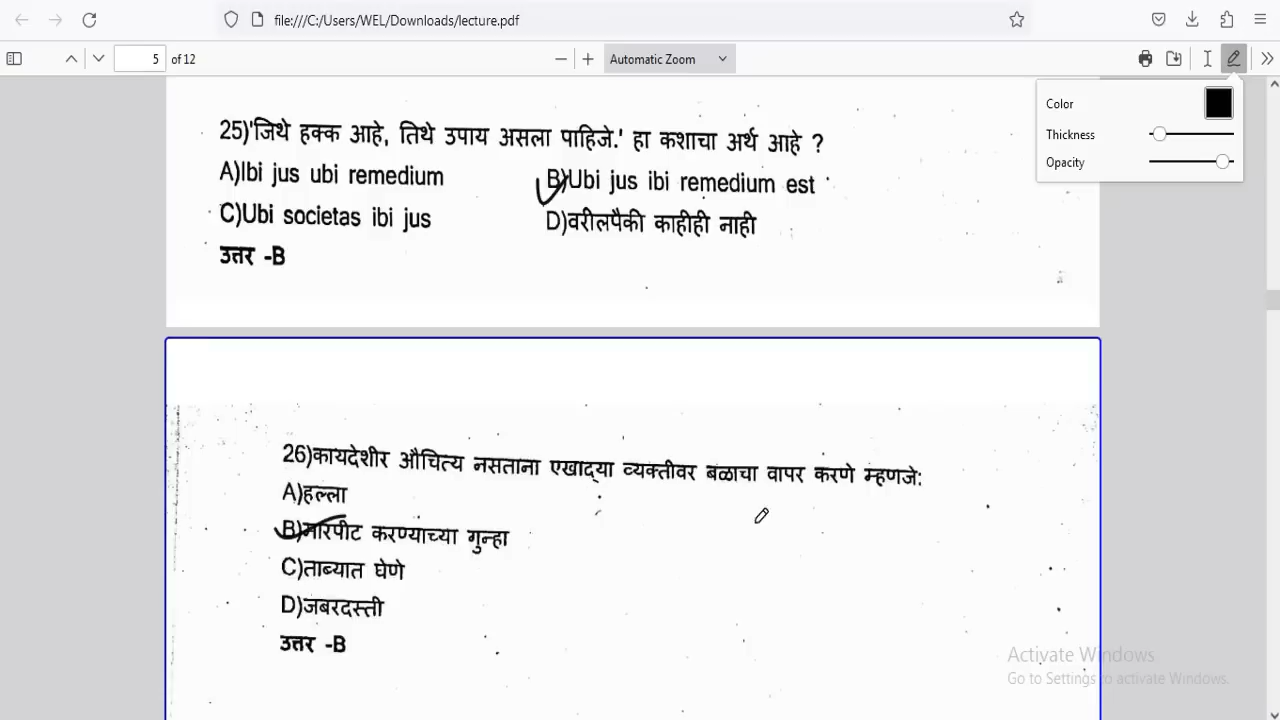 file:///C:/Users/WEL/Downloads/lecture.pdf
5 of 12
Automatic Zoom
Color
Thickness
Opacity
25)'जिथे हक्क आहे, तिथे उपाय असला पाहिजे.' हा कशाचा अर्थ आहे ?
A)Ibi jus ubi remedium B)Ubi jus ibi remedium est
C)Ubi societas ibi jus D)वरीलपैकी काहीही नाही
उत्तर -B
26)कायदेशीर औचित्य नसताना एखाद्या व्यक्तीवर बळाचा वापर करणे म्हणजे:
A)हल्ला
B)मारपीट करण्याच्या गुन्हा
C)ताब्यात घेणे
D)जबरदस्ती
उत्तर -B
Activate Windows
Go to Settings to activate Windows.